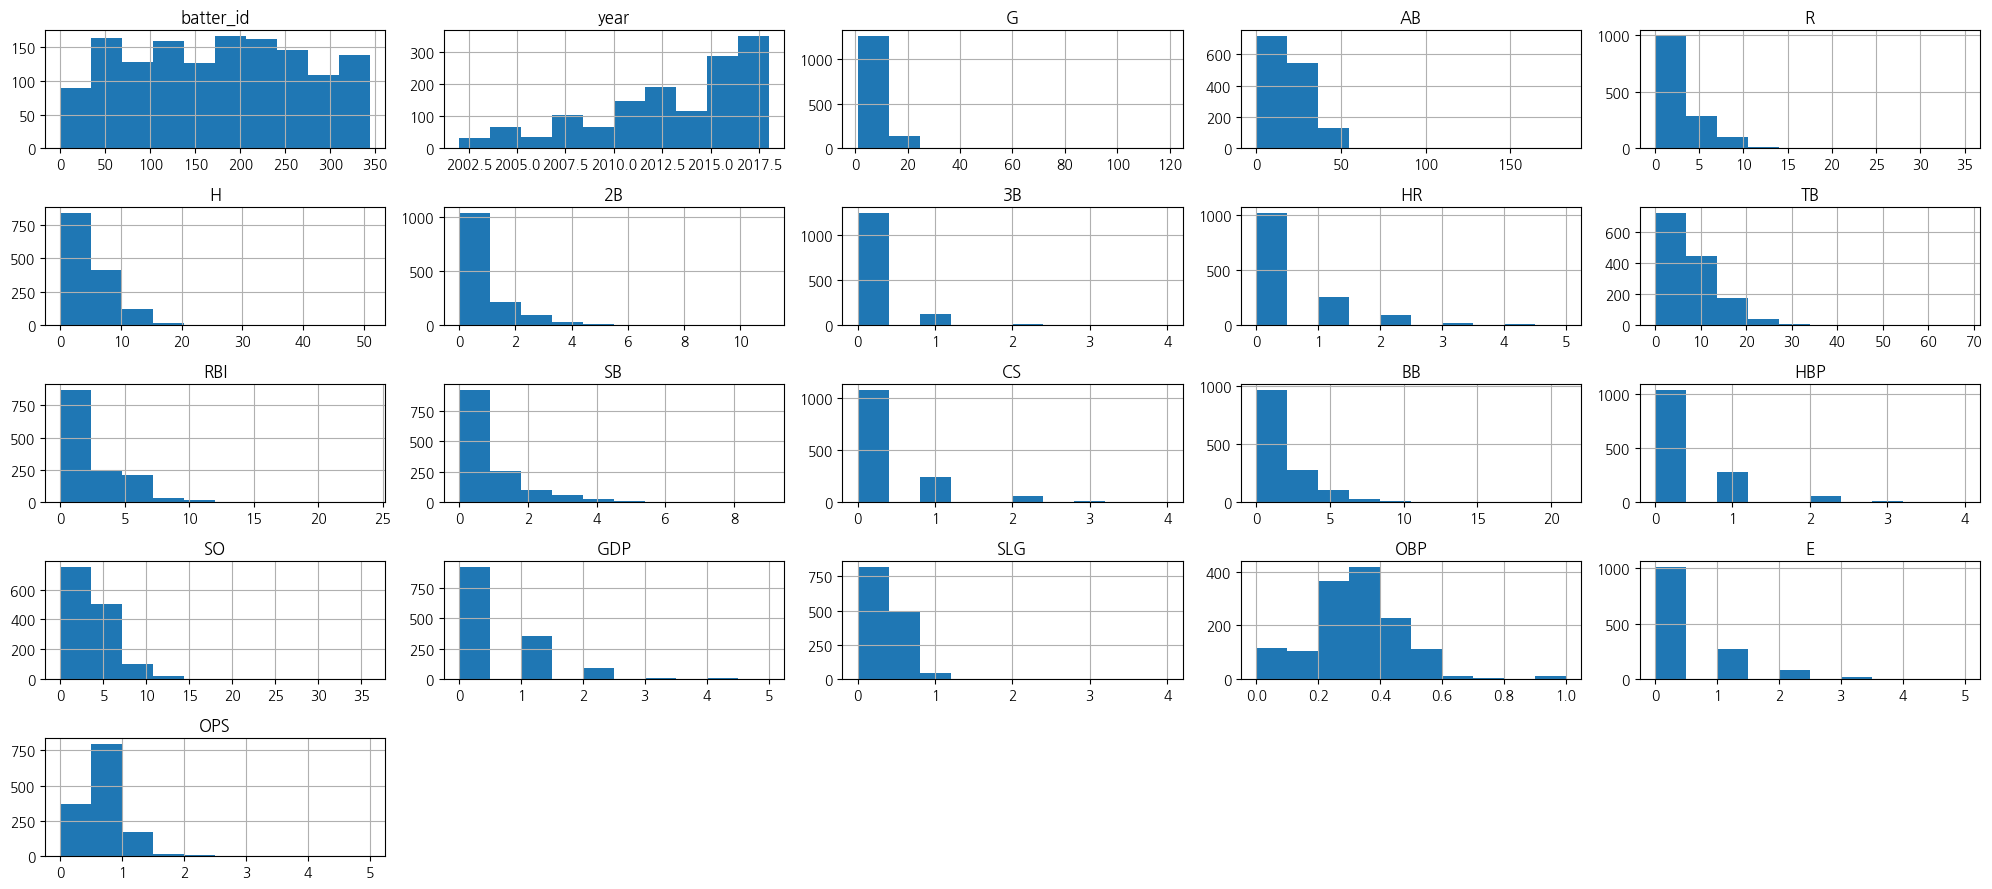 batter_id year G AB R
150 300 1000 600 1000
100 200 400
50 100 500 200 500
0 0 0 0 0
0 50 100 150 200 250 300 350 2002.5 2005.0 2007.5 2010.0 2012.5 2015.0 2017.5 0 20 40 60 80 100 120 0 50 100 150 0 5 10 15 20 25 30 35
H 2B 3B HR TB
750 1000 1000 1000 600
500 400
250 500 500 500 200
0 0 0 0 0
0 10 20 30 40 50 0 2 4 6 8 10 0 1 2 3 4 0 1 2 3 4 5 0 10 20 30 40 50 60 70
RBI SB CS BB HBP
750 750 1000 1000 1000
500 500 500 500 500
250 250
0 0 0 0 0
0 5 10 15 20 25 0 2 4 6 8 0 1 2 3 4 0 5 10 15 20 0 1 2 3 4
SO GDP SLG OBP E
600 750 750 400 1000
400 500 500 200 500
200 250 250
0 0 0 0 0
0 5 10 15 20 25 30 35 0 1 2 3 4 5 0 1 2 3 4 0.0 0.2 0.4 0.6 0.8 1.0 0 1 2 3 4 5
OPS
750
500
250
0
0 1 2 3 4 5